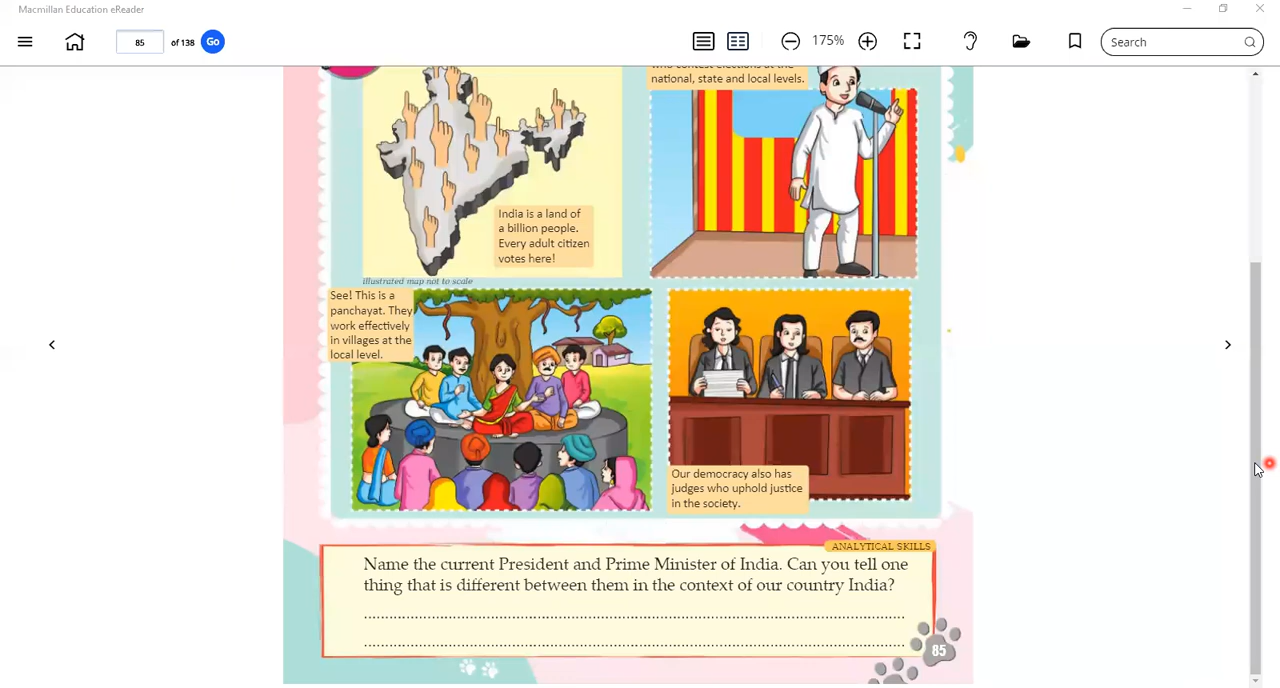 Macmillan Education eReader
85
of 138
Go
175%
Search
national, state and local levels.
India is a land of
a billion people.
Every adult citizen
votes here!
Illustrated map not to scale
See! This is a
panchayat. They
work effectively
in villages at the
local level.
Our democracy also has
judges who uphold justice
in the society.
ANALYTICAL SKILLS
Name the current President and Prime Minister of India. Can you tell one
thing that is different between them in the context of our country India?
85